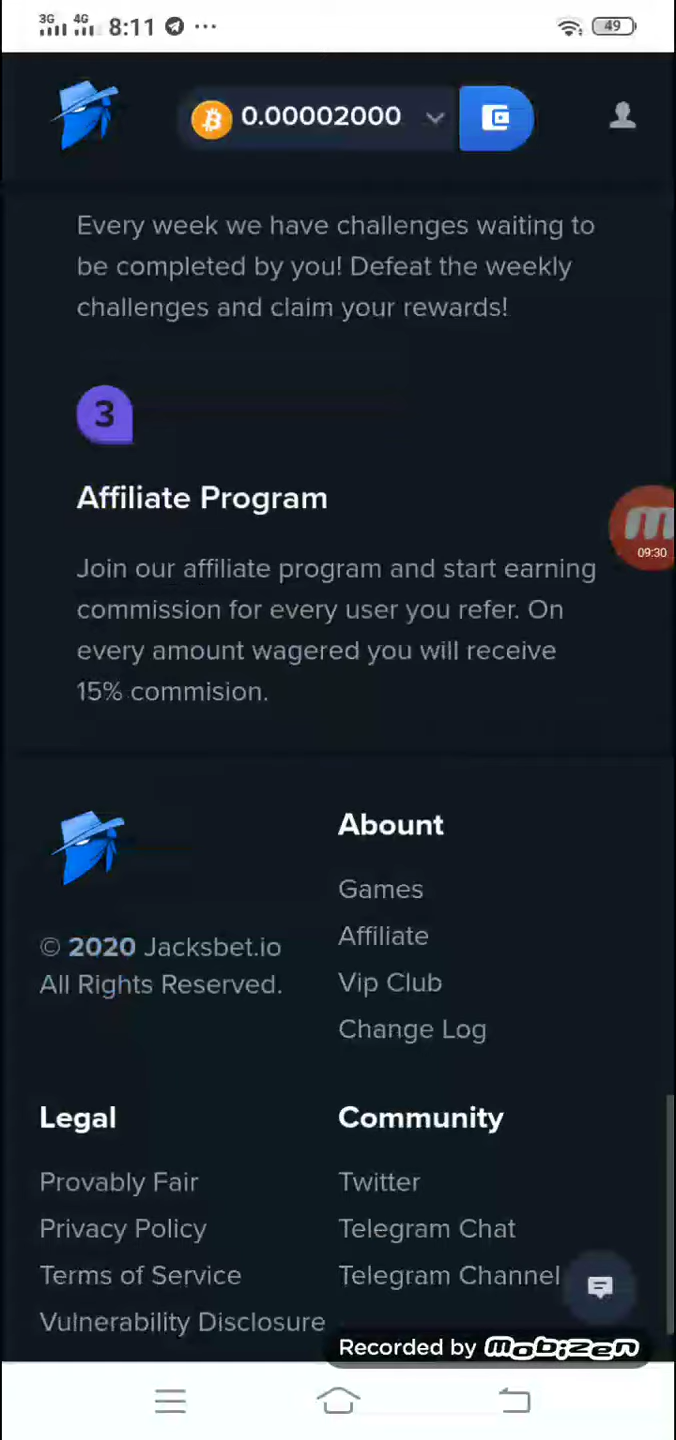 3G 4G 8:11 49
0.00002000
Every week we have challenges waiting to
be completed by you! Defeat the weekly
challenges and claim your rewards!
3
Affiliate Program
09:30
Join our affiliate program and start earning
commission for every user you refer. On
every amount wagered you will receive
15% commision.
Abount
Games
© 2020 Jacksbet.io
Affiliate
All Rights Reserved.
Vip Club
Change Log
Legal
Community
Provably Fair
Twitter
Privacy Policy
Telegram Chat
Terms of Service
Telegram Channel
Vulnerability Disclosure
Recorded by mobizen